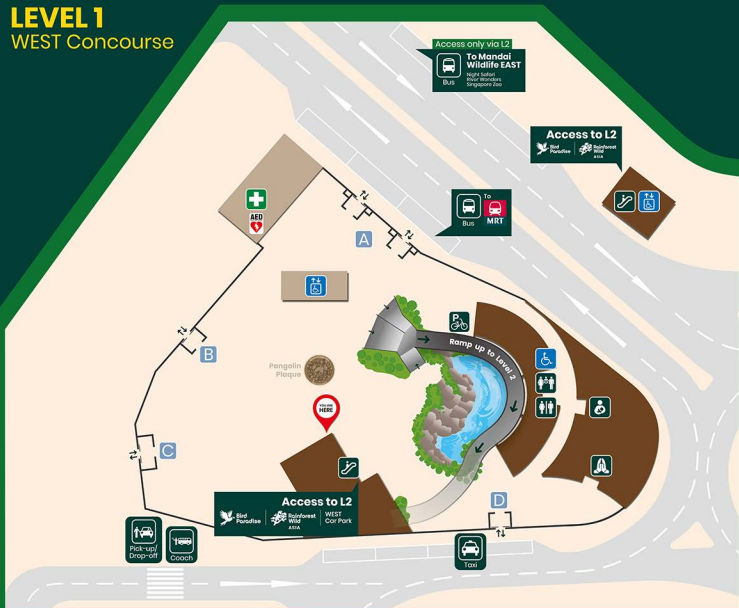 LEVEL 1
WEST Concourse
Access only via L2
To Mandai
Wildlife EAST
Night Safari
River Wonders
Singapore Zoo
Bus
Access to L2
Bird
Paradise
Rainforest
Wild
ASIA
AED
To
MRT
Bus
A
B
P
Ramp up to Level 2
Pangolin
Plaque
YOU ARE
HERE
C
Access to L2
Bird
Paradise
Rainforest
Wild
ASIA
WEST
Car Park
D
Pick-up/
Drop-off
Coach
Taxi